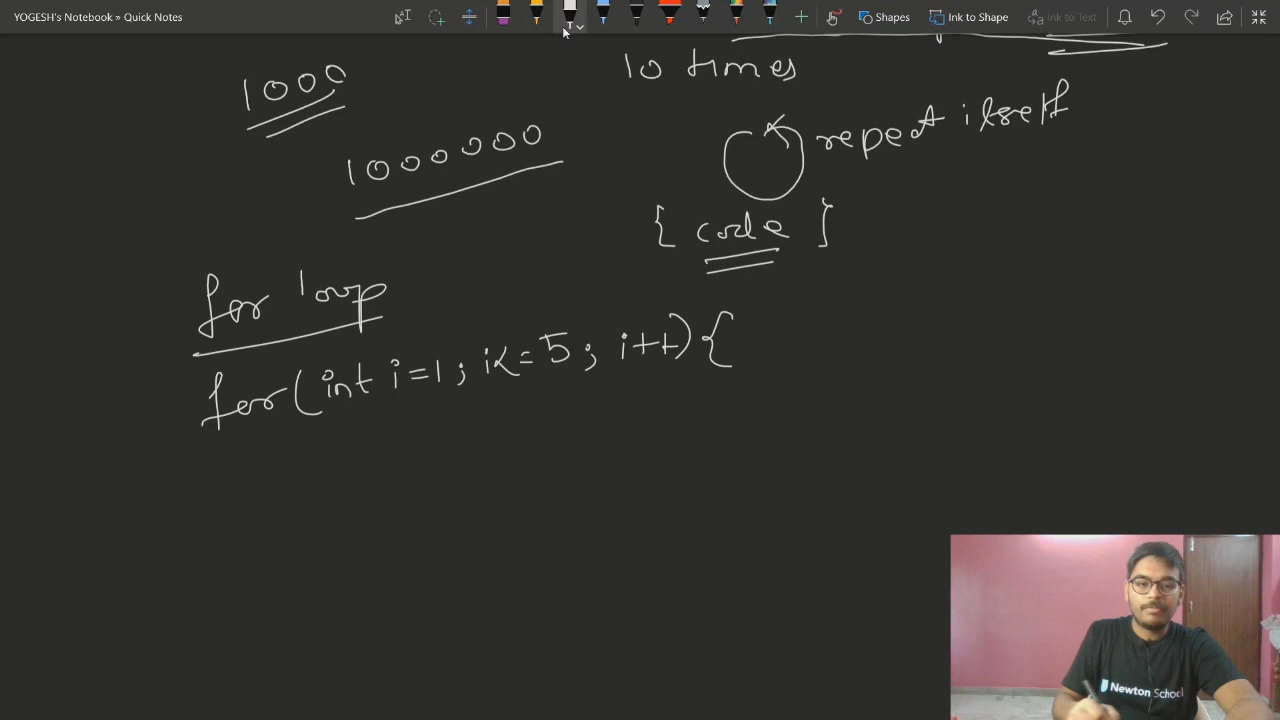 YOGESH's Notebook » Quick Notes
Shapes
Ink to Shape
Ink to Text
1000
10 times
1000000
repeat itself
{ code }
for loop
for(int i=1; i<=5; i++){
Newton School